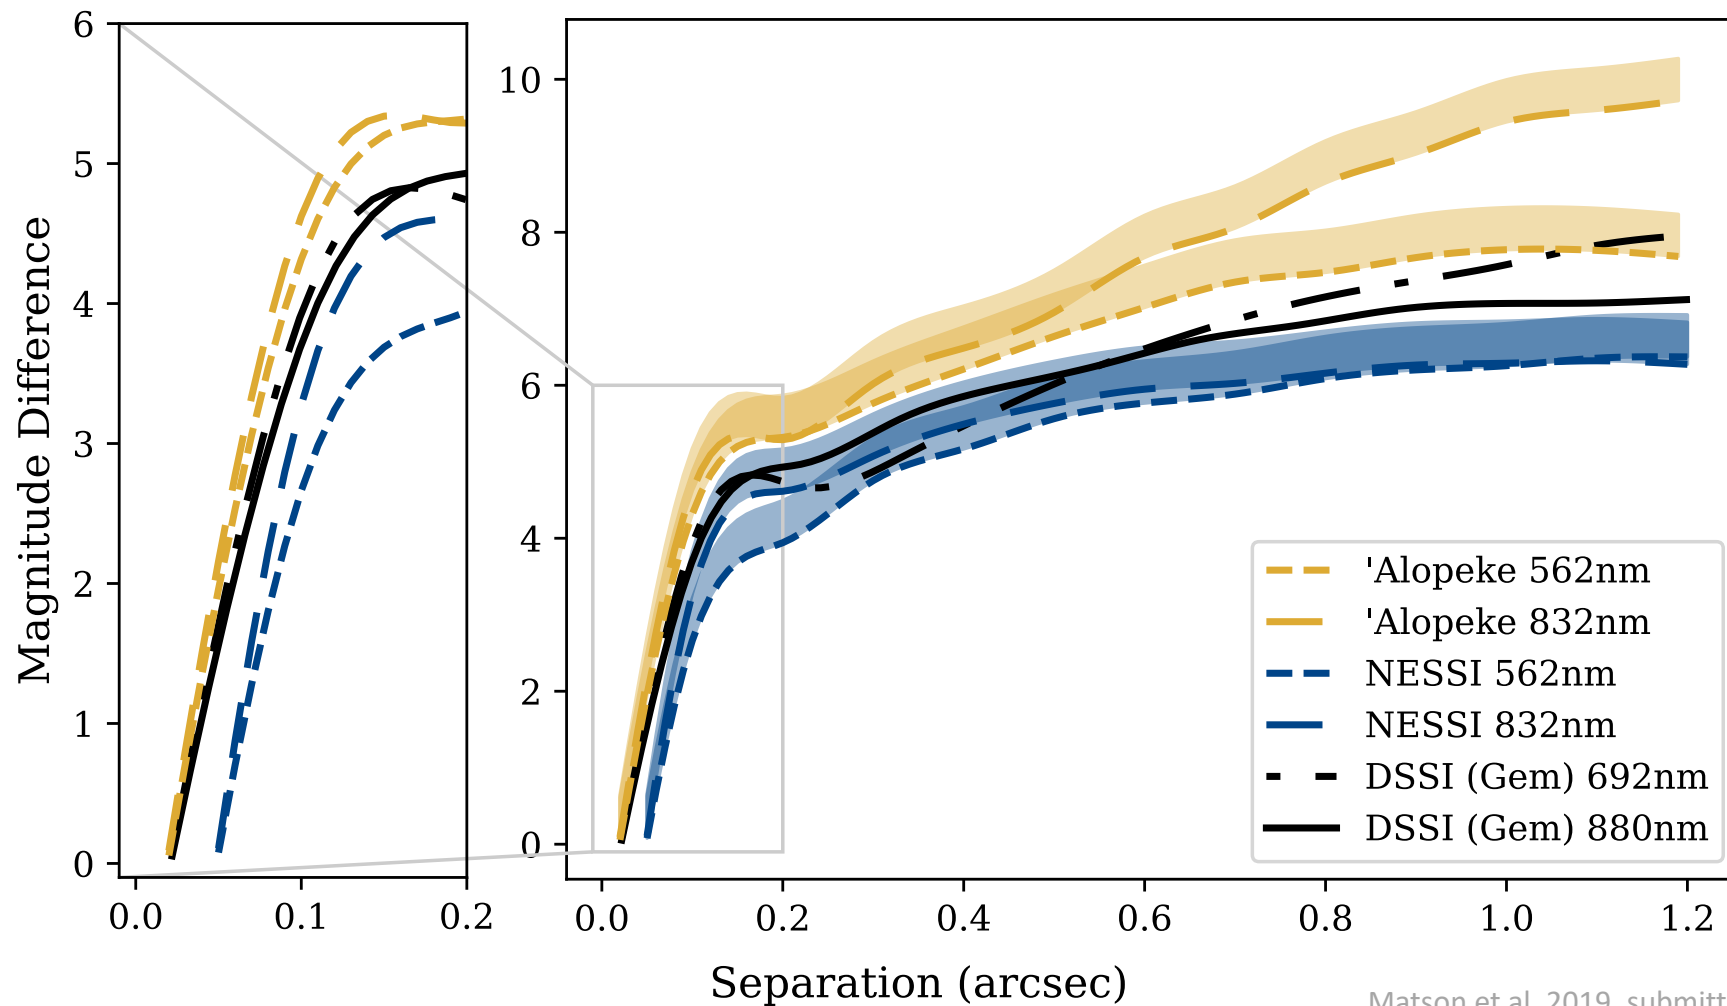 Magnitude Difference
6
5
4
3
2
1
0
0.0 0.1 0.2
10
8
6
4
2
0
0.0 0.2 0.4 0.6 0.8 1.0 1.2
Separation (arcsec)
'Alopeke 562nm
'Alopeke 832nm
NESSI 562nm
NESSI 832nm
DSSI (Gem) 692nm
DSSI (Gem) 880nm
Matson et al. 2019, submitt